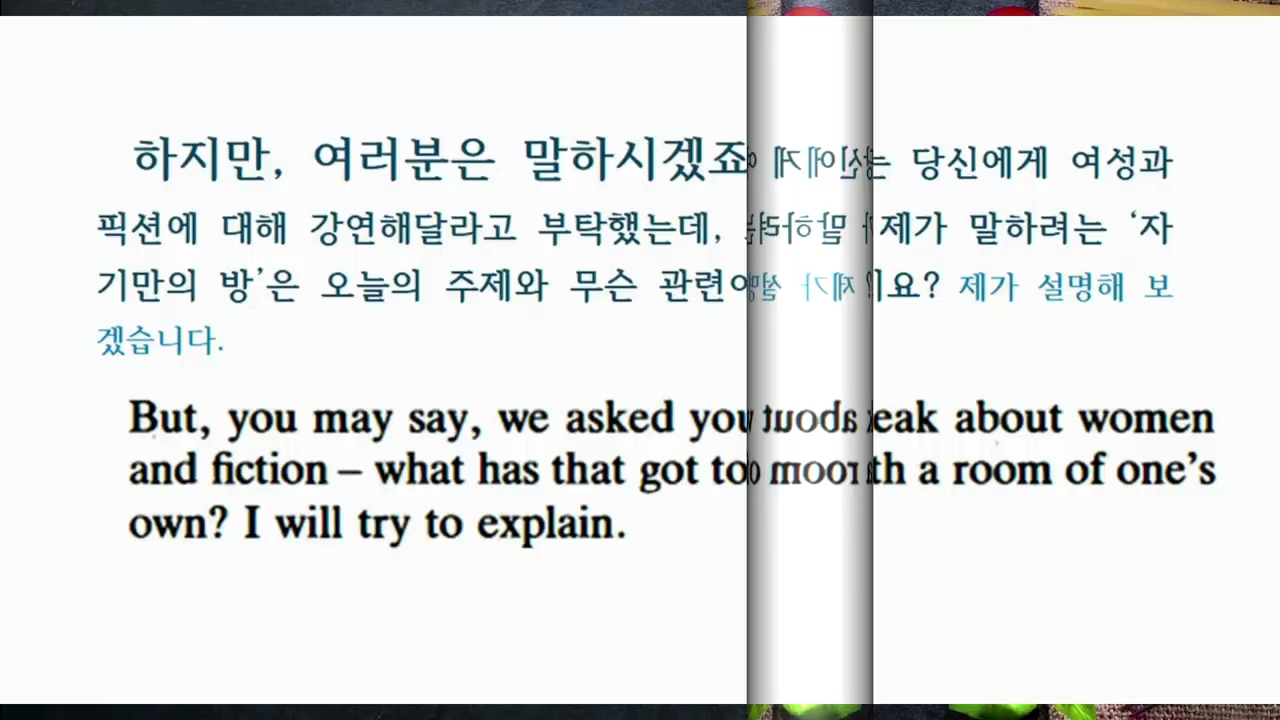 하지만, 여러분은 말하시겠죠 당신에게 여성과
픽션에 대해 강연해달라고 부탁했는데, 제가 말하려는 ‘자
기만의 방’은 오늘의 주제와 무슨 관련 요? 제가 설명해 보
겠습니다.
But, you may say, we asked about women
and fiction – what has that got to a room of one’s
own? I will try to explain.